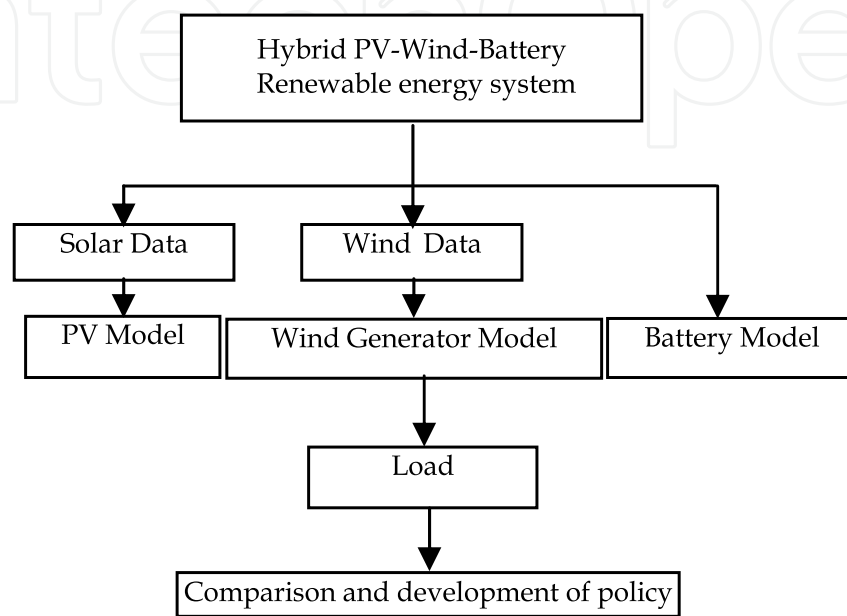 Hybrid PV-Wind-Battery
Renewable energy system
Solar Data
Wind Data
PV Model
Wind Generator Model
Battery Model
Load
Comparison and development of policy